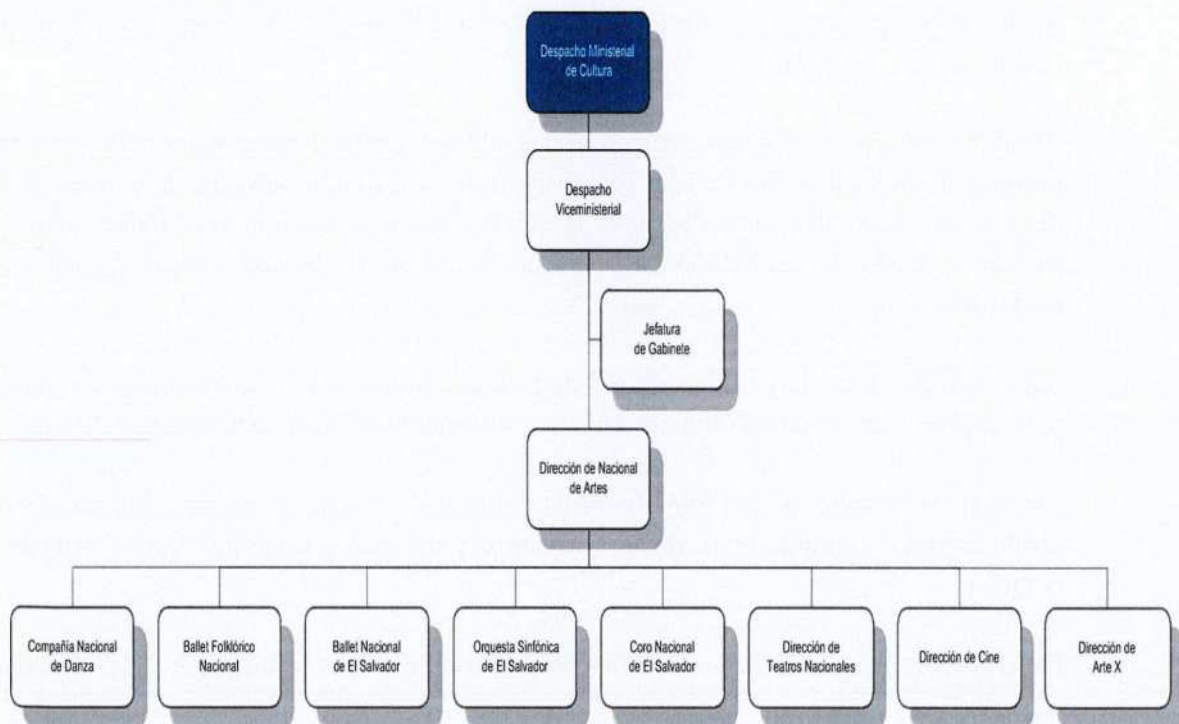 Despacho Ministerial
de Cultura
Despacho
Viceministerial
Jefatura
de Gabinete
Dirección de Nacional
de Artes
Compañía Nacional
de Danza
Ballet Folklórico
Nacional
Ballet Nacional
de El Salvador
Orquesta Sinfónica
de El Salvador
Coro Nacional
de El Salvador
Dirección de
Teatros Nacionales
Dirección de Cine
Dirección de
Arte X